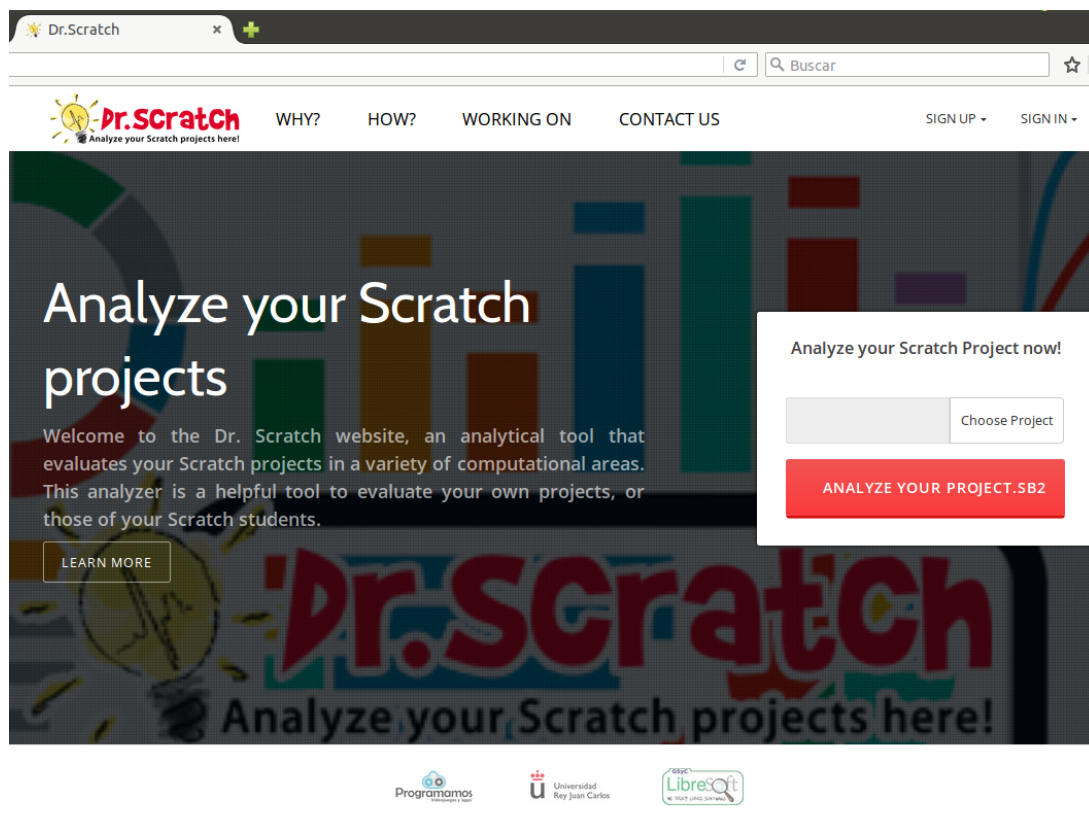 Dr.Scratch
Buscar
Dr.Scratch
Analyze your Scratch projects here!
WHY?
HOW?
WORKING ON
CONTACT US
SIGN UP
SIGN IN
Analyze your Scratch
projects
Welcome to the Dr. Scratch website, an analytical tool that
evaluates your Scratch projects in a variety of computational areas.
This analyzer is a helpful tool to evaluate your own projects, or
those of your Scratch students.
LEARN MORE
Analyze your Scratch Project now!
Choose Project
ANALYZE YOUR PROJECT.SB2
Dr.Scratch
Analyze your Scratch projects here!
Programamos
Videojuegos y 'apps'
Universidad
Rey Juan Carlos
GSyC
LibreSoft